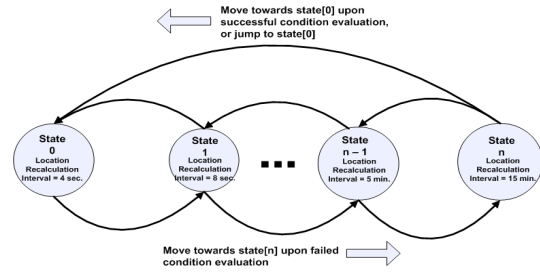 Move towards state[0] upon
successful condition evaluation,
or jump to state[0]
State
0
Location
Recalculation
Interval = 4 sec.
State
1
Location
Recalculation
Interval = 8 sec.
State
n – 1
Location
Recalculation
Interval = 5 min.
State
n
Location
Recalculation
Interval = 15 min.
Move towards state[n] upon failed
condition evaluation